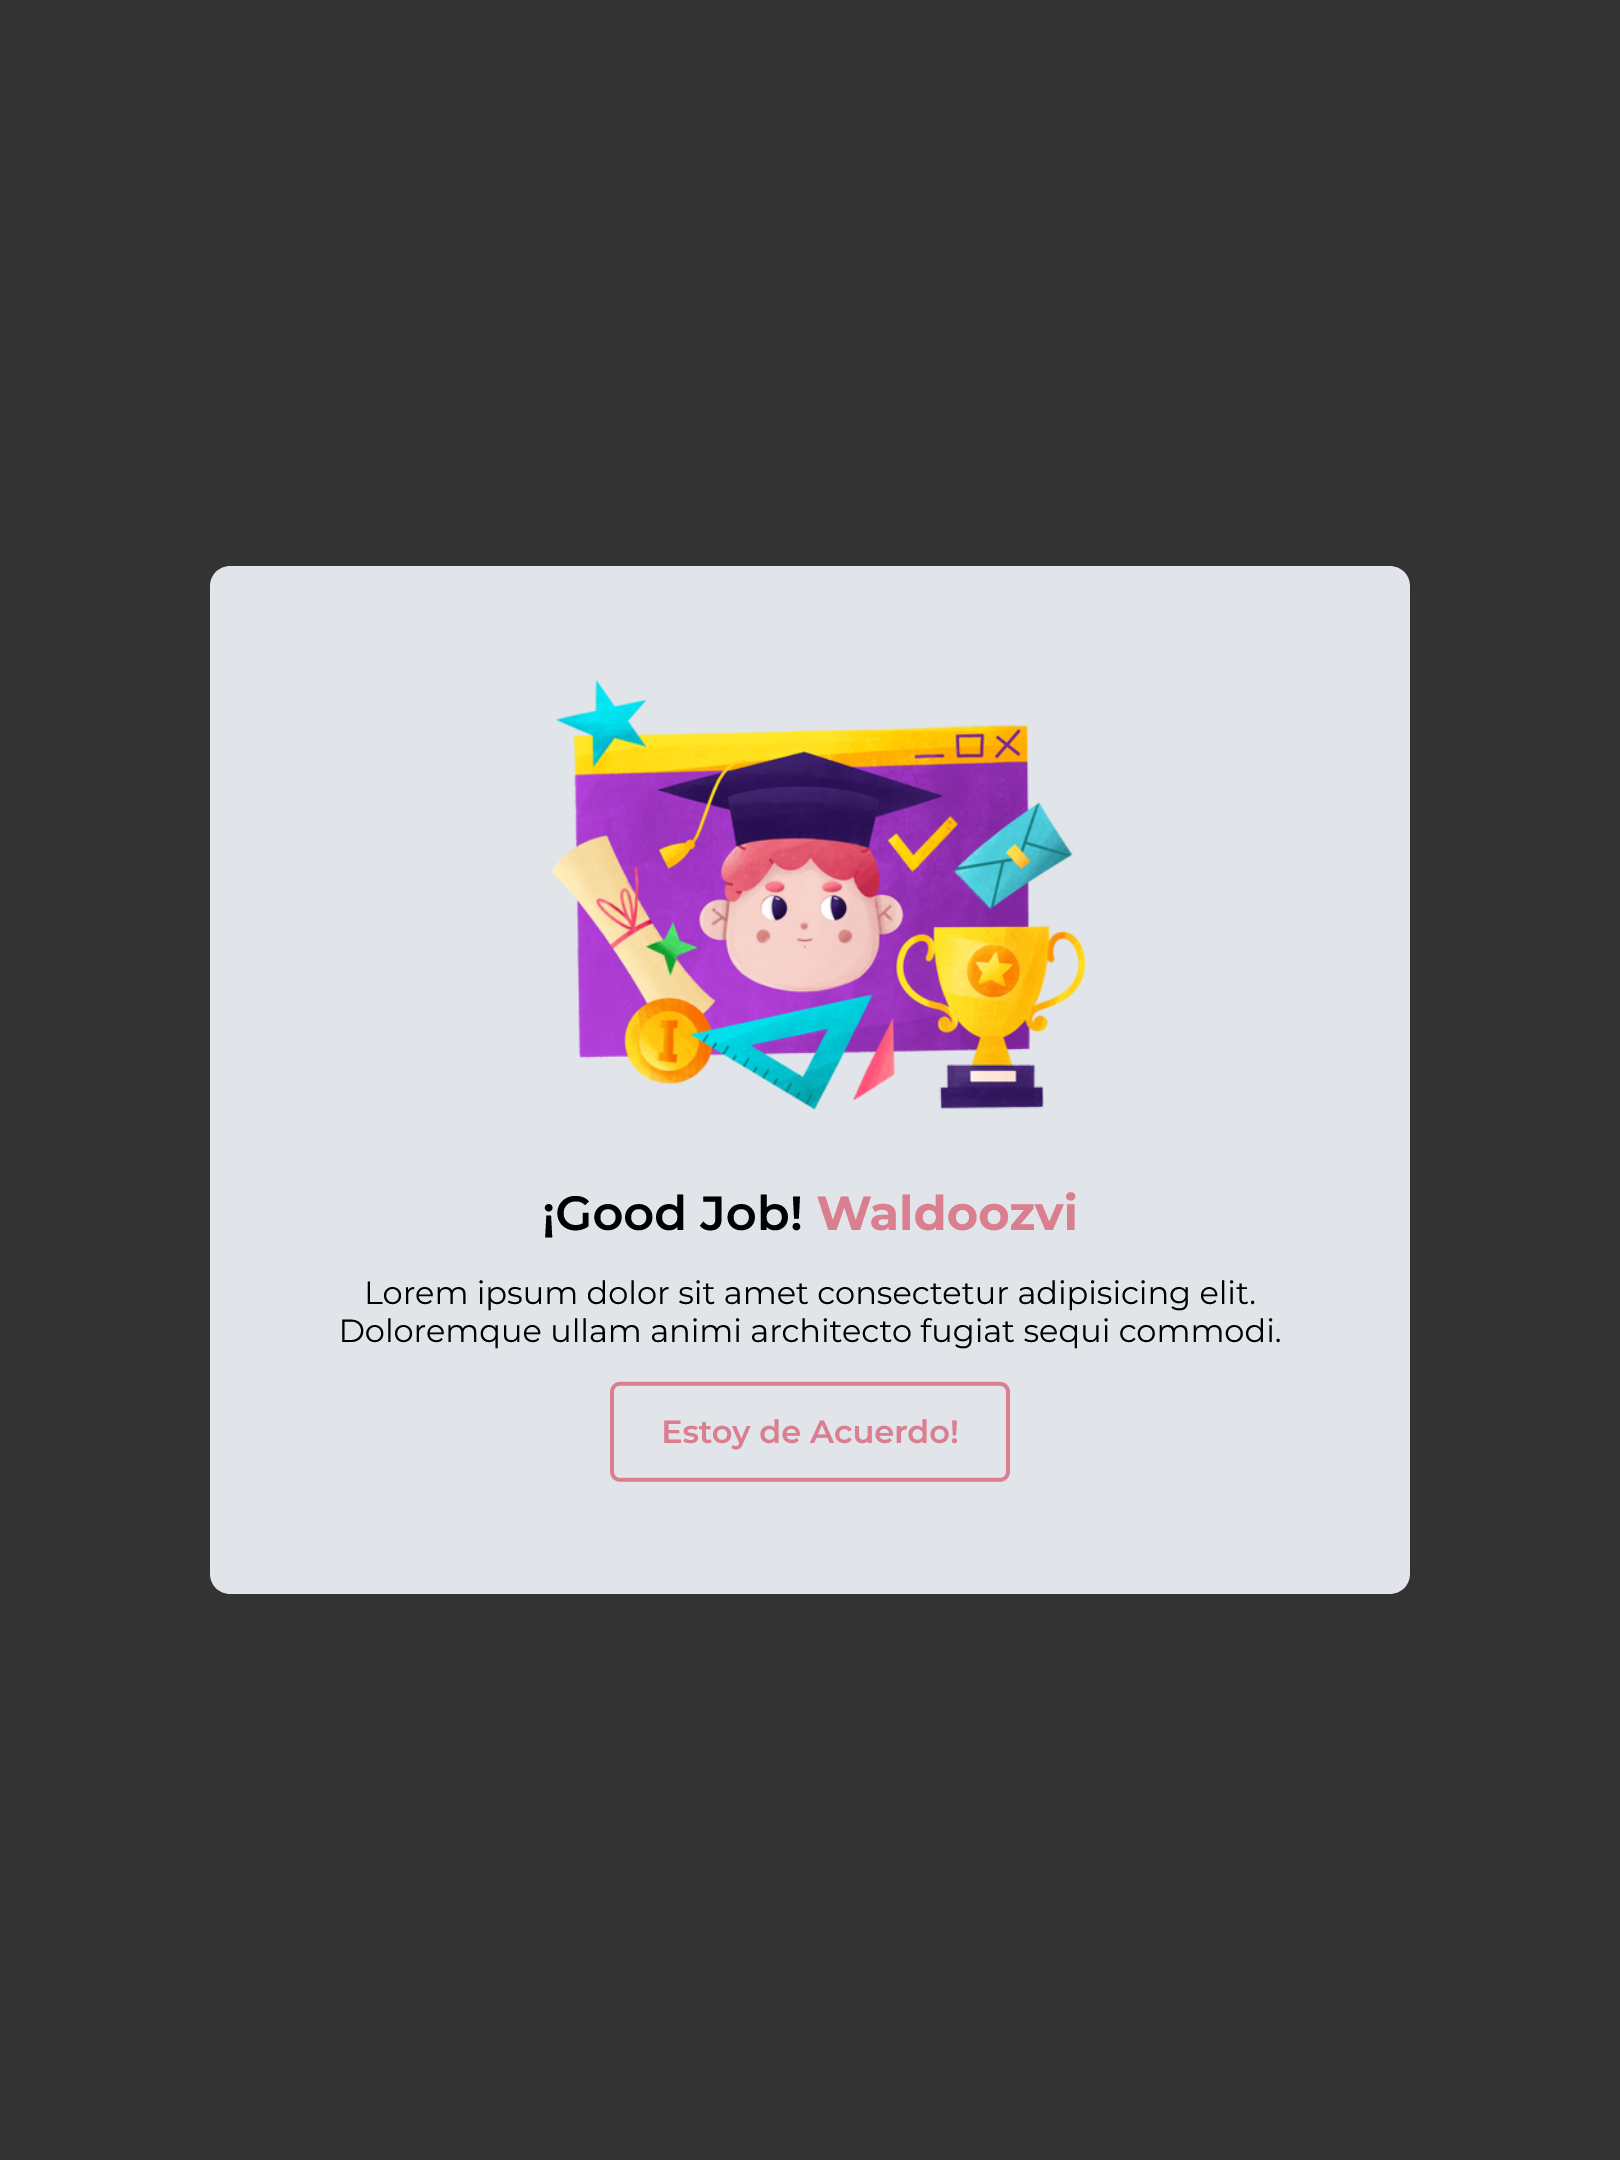 ¡Good Job! Waldoozvi
Lorem ipsum dolor sit amet consectetur adipisicing elit.
Doloremque ullam animi architecto fugiat sequi commodi.
Estoy de Acuerdo!